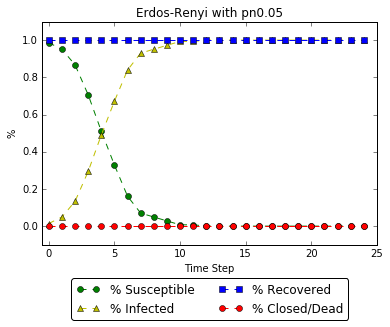 Erdos-Renyi with pn0.05
1.0
0.8
0.6
0.4
0.2
0.0
%
0 5 10 15 20 25
Time Step
% Susceptible % Recovered
% Infected % Closed/Dead